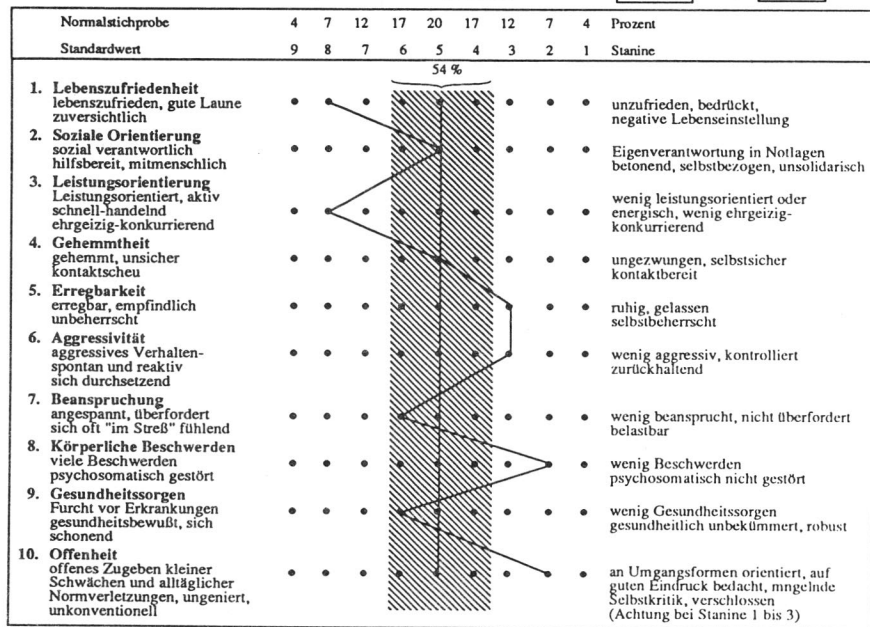 Normalstichprobe 4 7 12 17 20 17 12 7 4 Prozent
Standardwert 9 8 7 6 5 4 3 2 1 Stanine
54 %
1. Lebenszufriedenheit
lebenszufrieden, gute Laune
zuversichtlich
unzufrieden, bedrückt,
negative Lebenseinstellung
2. Soziale Orientierung
sozial verantwortlich
hilfsbereit, mitmenschlich
Eigenverantwortung in Notlagen
betonend, selbstbezogen, unsolidarisch
3. Leistungsorientierung
Leistungsorientiert, aktiv
schnell-handelnd
ehrgeizig-konkurrierend
wenig leistungsorientiert oder
energisch, wenig ehrgeizig-
konkurrierend
4. Gehemmtheit
gehemmt, unsicher
kontaktscheu
ungezwungen, selbstsicher
kontaktbereit
5. Erregbarkeit
erregbar, empfindlich
unbeherrscht
ruhig, gelassen
selbstbeherrscht
6. Aggressivität
aggressives Verhalten-
spontan und reaktiv
sich durchsetzend
wenig aggressiv, kontrolliert
zurückhaltend
7. Beanspruchung
angespannt, überfordert
sich oft "im Streß" fühlend
wenig beansprucht, nicht überfordert
belastbar
8. Körperliche Beschwerden
viele Beschwerden
psychosomatisch gestört
wenig Beschwerden
psychosomatisch nicht gestört
9. Gesundheitssorgen
Furcht vor Erkrankungen
gesundheitsbewußt, sich
schonend
wenig Gesundheitssorgen
gesundheitlich unbekümmert, robust
10. Offenheit
offenes Zugeben kleiner
Schwächen und alltäglicher
Normverletzungen, ungeniert,
unkonventionell
an Umgangsformen orientiert, auf
guten Eindruck bedacht, mngelnde
Selbstkritik, verschlossen
(Achtung bei Stanine 1 bis 3)